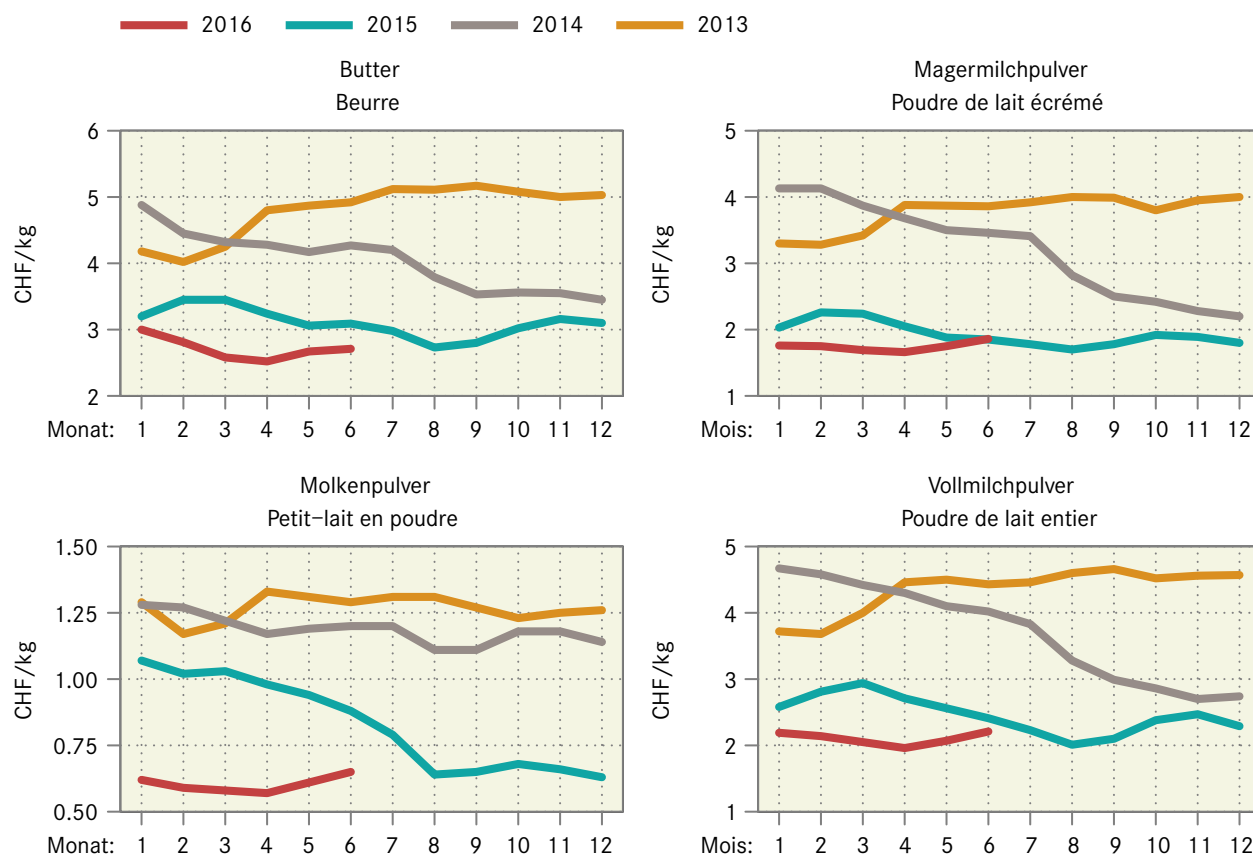 2016 2015 2014 2013
Butter
Beurre
CHF/kg
6
5
4
3
2
Monat: 1 2 3 4 5 6 7 8 9 10 11 12
Magermilchpulver
Poudre de lait écrémé
CHF/kg
5
4
3
2
1
Mois: 1 2 3 4 5 6 7 8 9 10 11 12
Molkenpulver
Petit-lait en poudre
CHF/kg
1.50
1.25
1.00
0.75
0.50
Monat: 1 2 3 4 5 6 7 8 9 10 11 12
Vollmilchpulver
Poudre de lait entier
CHF/kg
5
4
3
2
1
Mois: 1 2 3 4 5 6 7 8 9 10 11 12